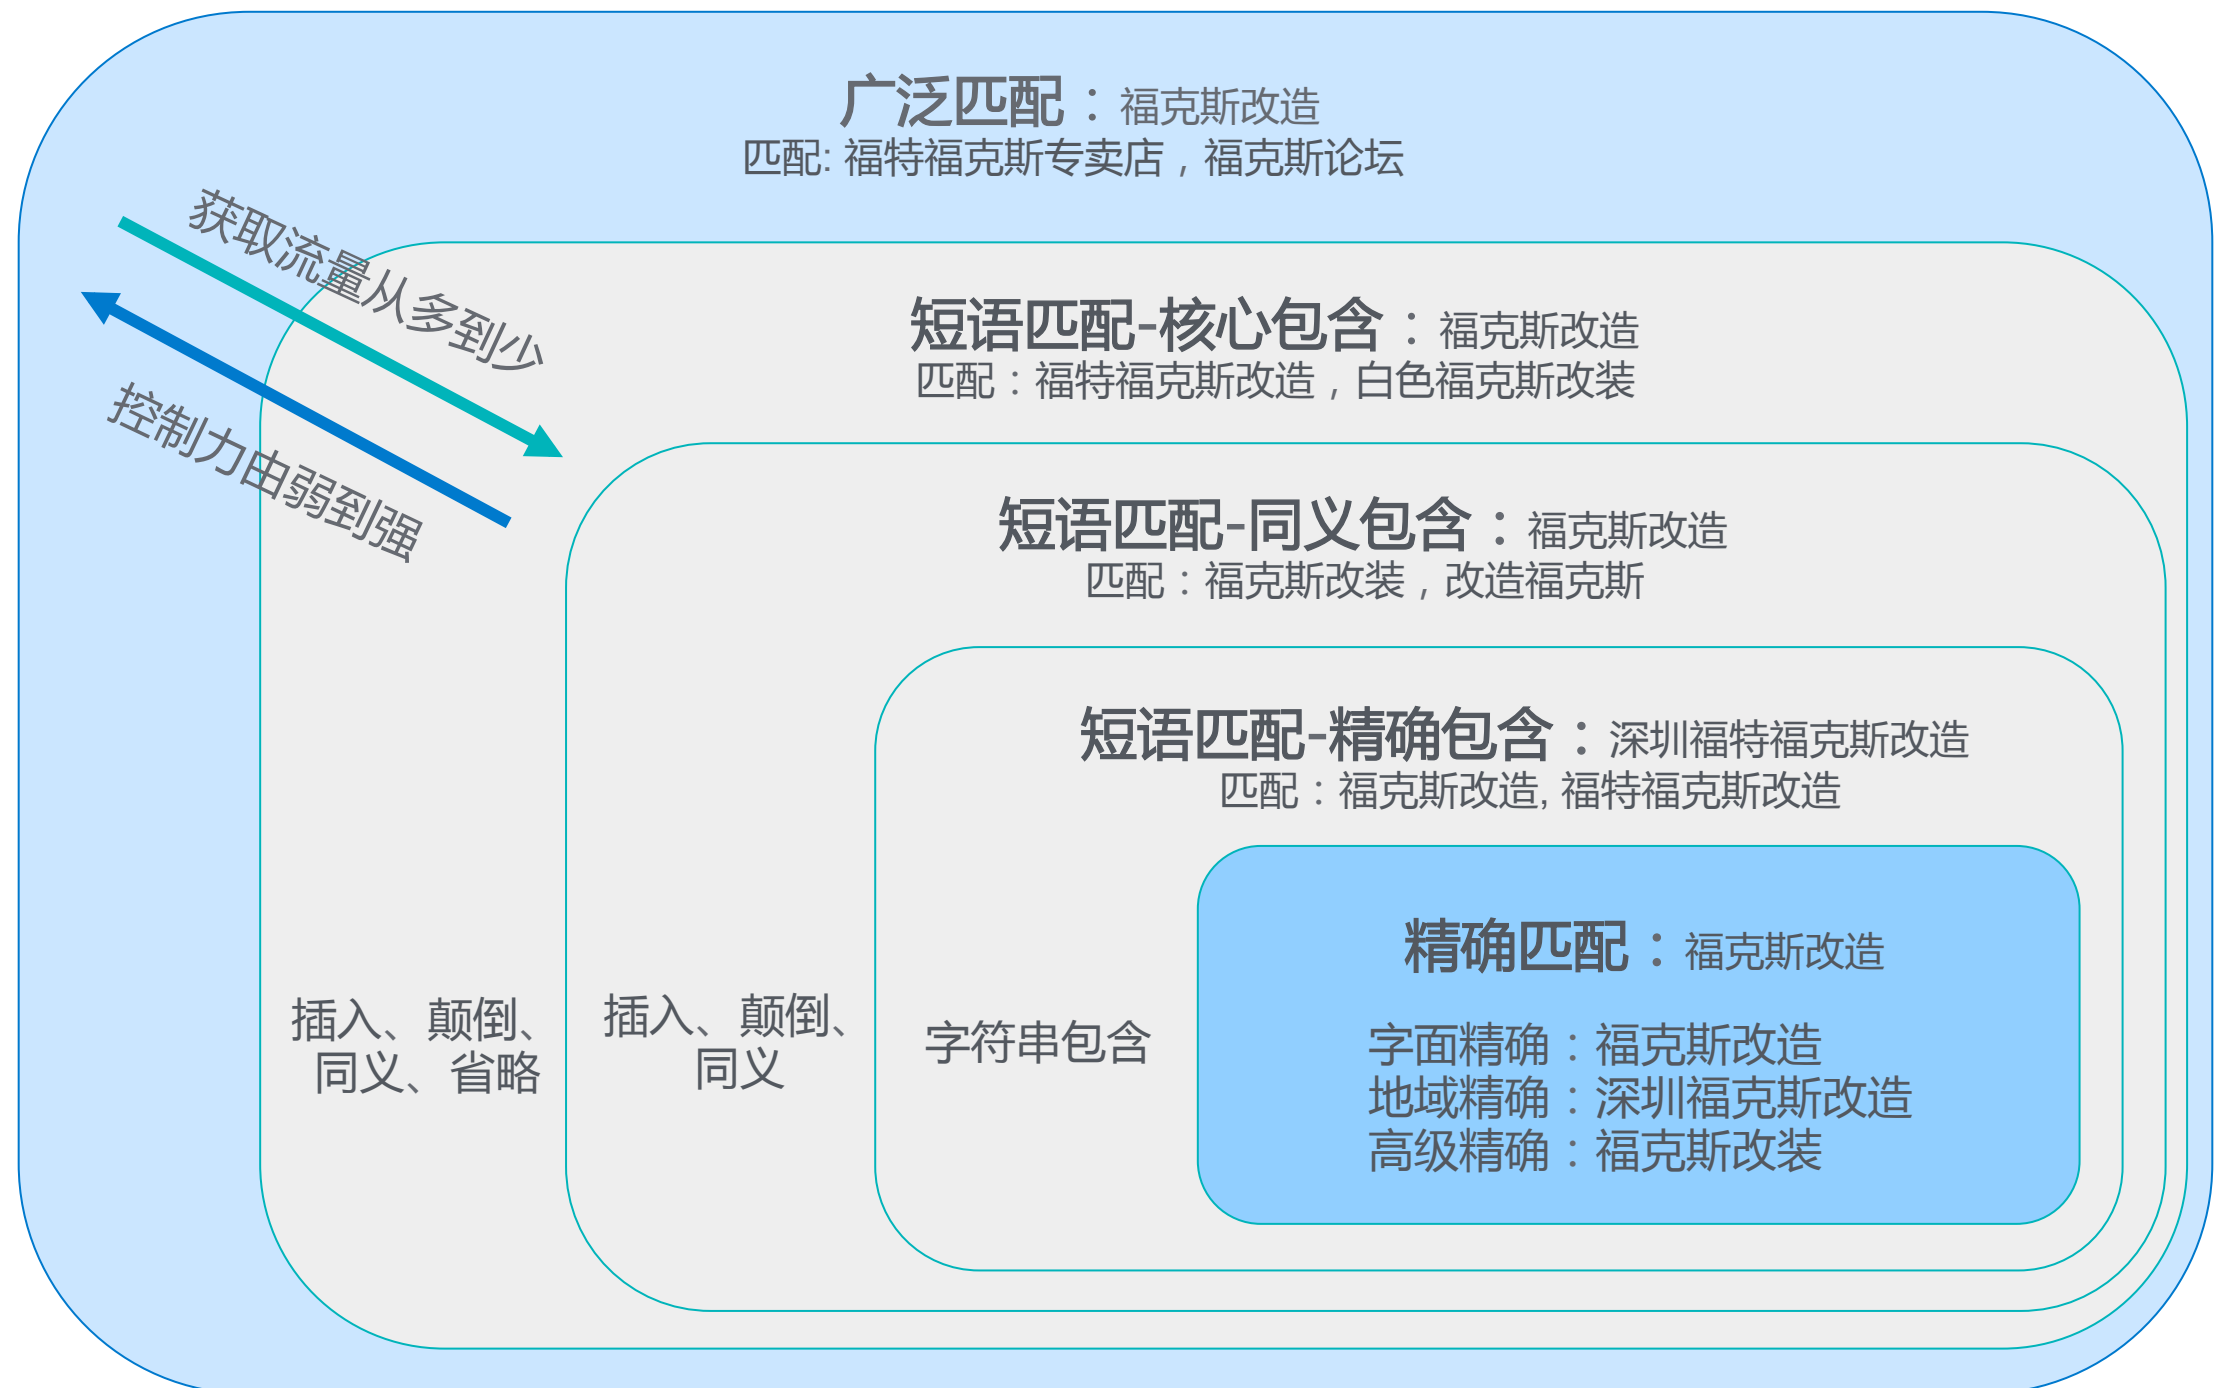 广泛匹配：福克斯改造
匹配: 福特福克斯专卖店，福克斯论坛
获取流量从多到少
控制力由弱到强
短语匹配-核心包含：福克斯改造
匹配：福特福克斯改造，白色福克斯改装
短语匹配-同义包含：福克斯改造
匹配：福克斯改装，改造福克斯
短语匹配-精确包含：深圳福特福克斯改造
匹配：福克斯改造, 福特福克斯改造
插入、颠倒、
同义、省略
插入、颠倒、
同义
字符串包含
精确匹配：福克斯改造
字面精确：福克斯改造
地域精确：深圳福克斯改造
高级精确：福克斯改装